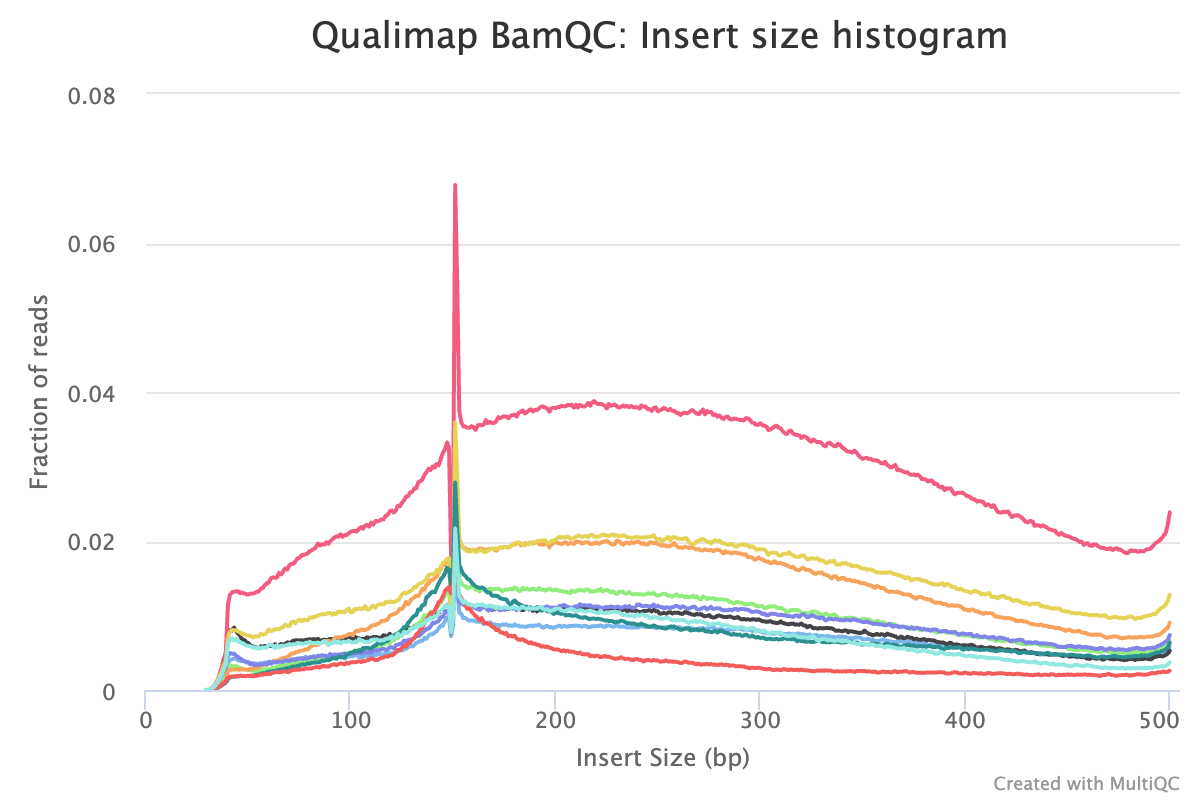 Qualimap BamQC: Insert size histogram
0.08
0.06
0.04
0.02
0
Fraction of reads
0 100 200 300 400 500
Insert Size (bp)
Created with MultiQC